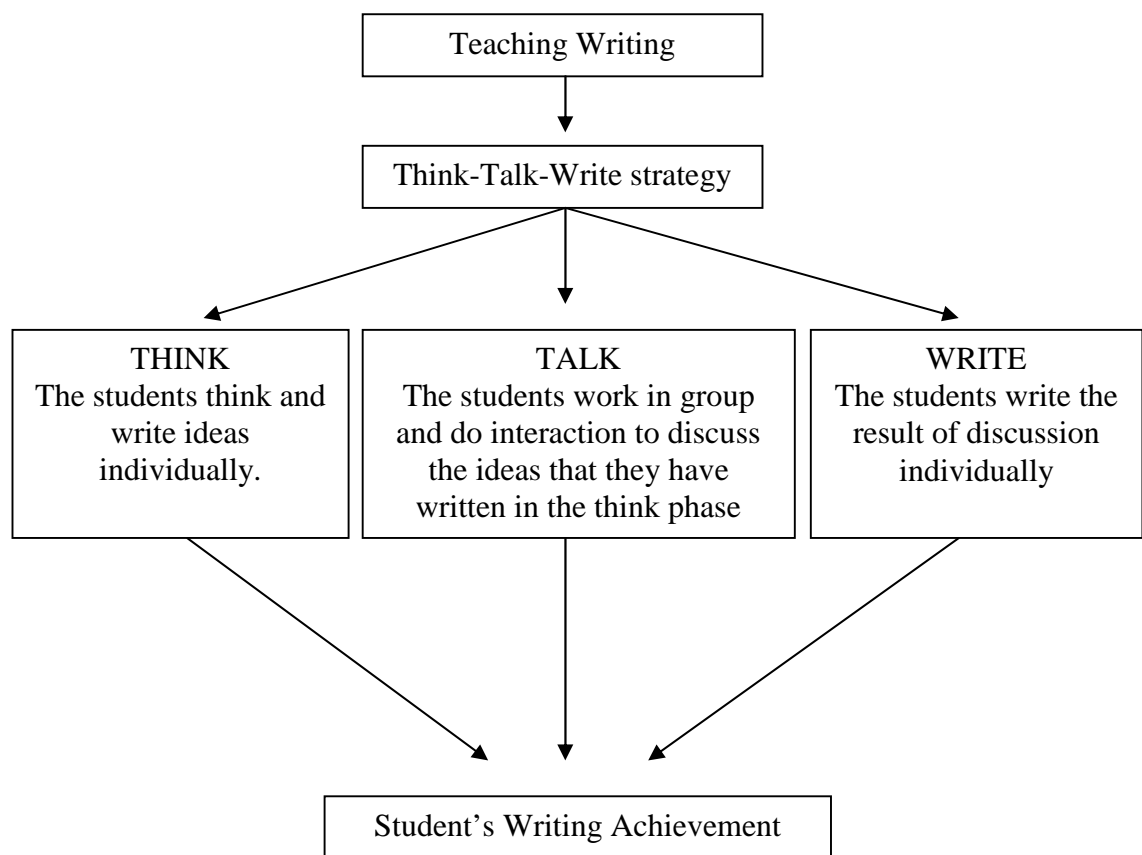 Teaching Writing
Think-Talk-Write strategy
THINK
The students think and
write ideas
individually.
TALK
The students work in group
and do interaction to discuss
the ideas that they have
written in the think phase
WRITE
The students write the
result of discussion
individually
Student’s Writing Achievement